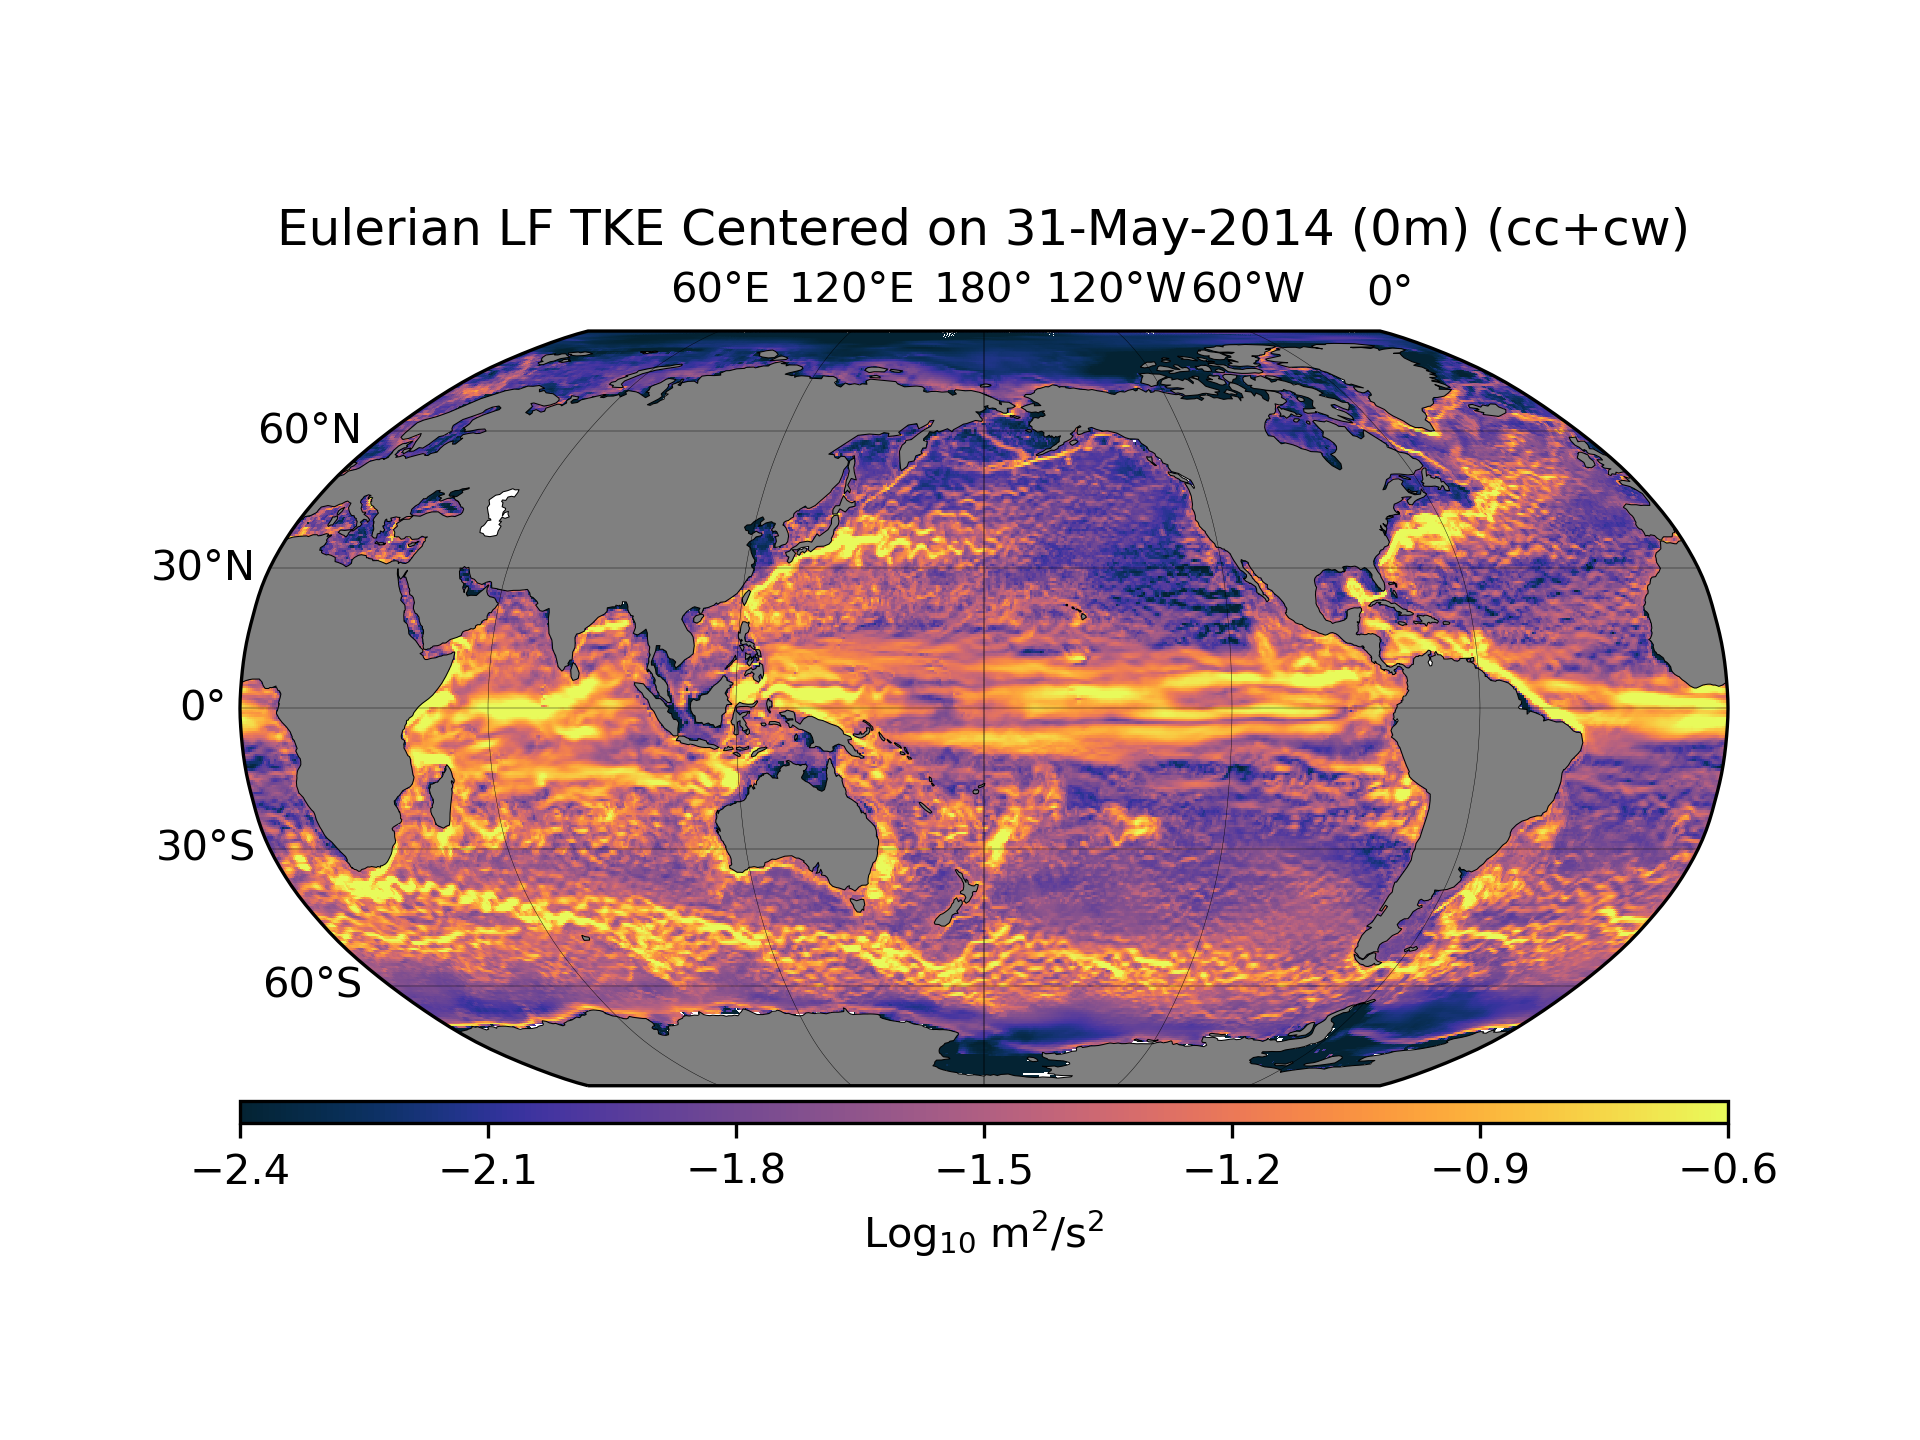 Eulerian LF TKE Centered on 31-May-2014 (0m) (cc+cw)
60°E 120°E 180° 120°W 60°W 0°
60°N
30°N
0°
30°S
60°S
−2.4 −2.1 −1.8 −1.5 −1.2 −0.9 −0.6
Log₁₀ m²/s²